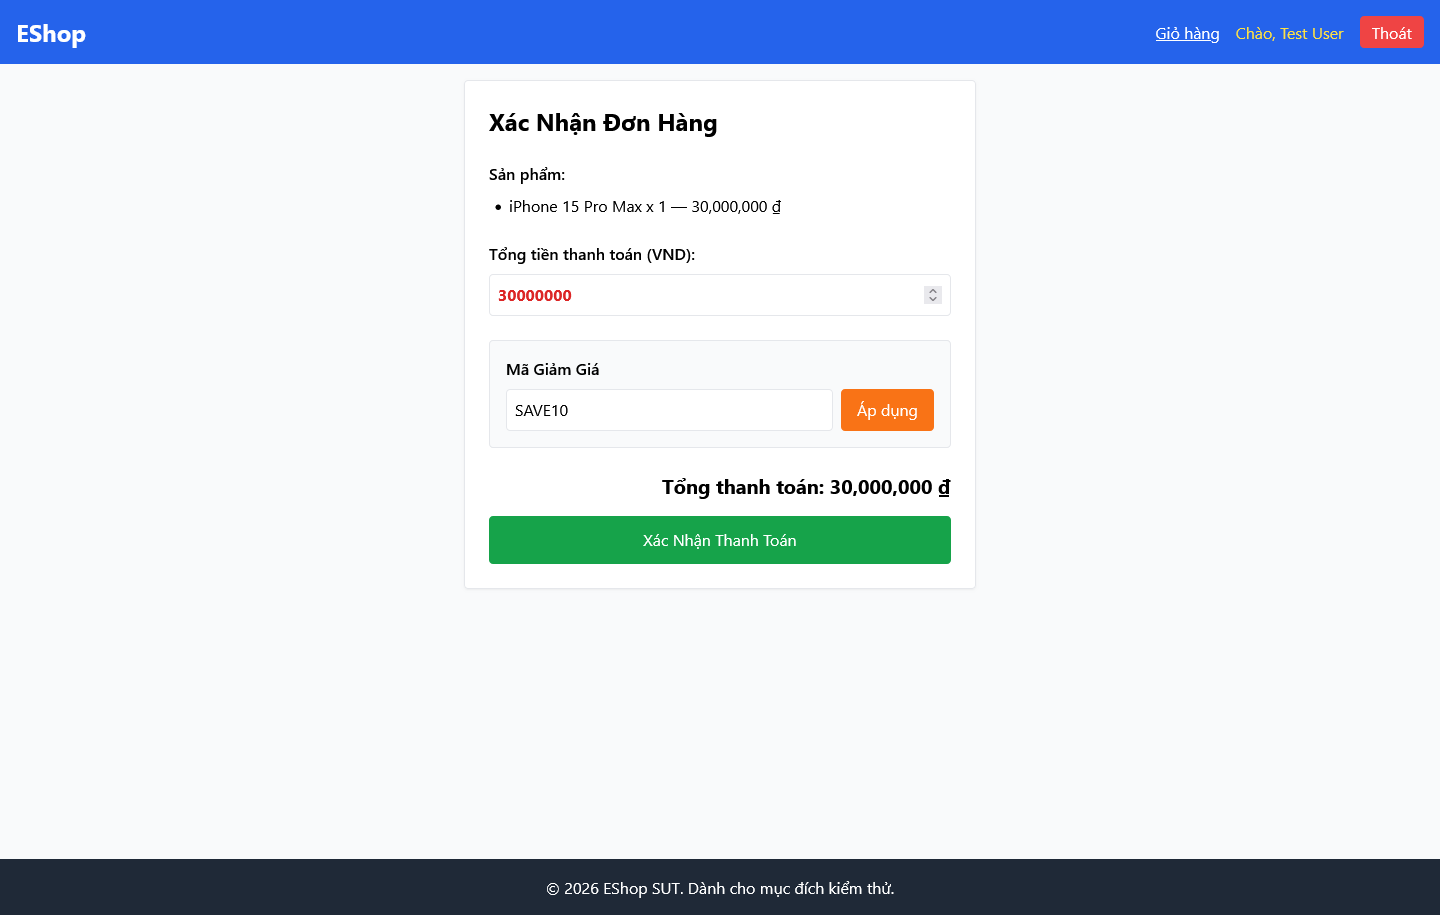 EShop
Giỏ hàng Chào, Test User Thoát
Xác Nhận Đơn Hàng
Sản phẩm:
• iPhone 15 Pro Max x 1 — 30,000,000 ₫
Tổng tiền thanh toán (VND):
30000000
Mã Giảm Giá
SAVE10 Áp dụng
Tổng thanh toán: 30,000,000 ₫
Xác Nhận Thanh Toán
© 2026 EShop SUT. Dành cho mục đích kiểm thử.